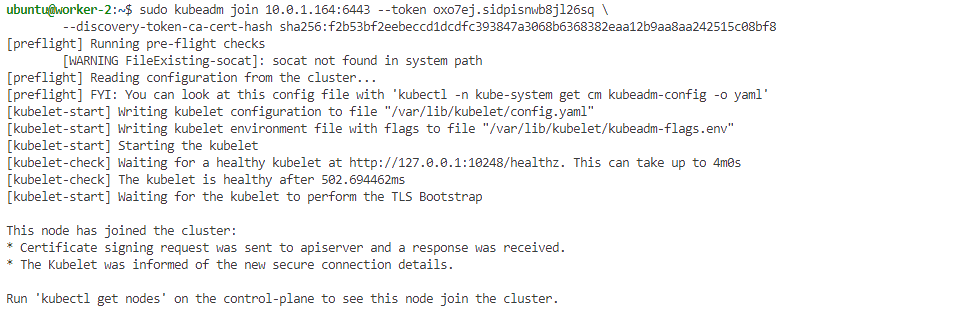 ubuntu@worker-2:~$ sudo kubeadm join 10.0.1.164:6443 --token oxo7ej.sidpisnwb8jl26sq \
        --discovery-token-ca-cert-hash sha256:f2b53bf2eebeccd1dcdfc393847a3068b6368382eaa12b9aa8aa242515c08bf8
[preflight] Running pre-flight checks
        [WARNING FileExisting-socat]: socat not found in system path
[preflight] Reading configuration from the cluster...
[preflight] FYI: You can look at this config file with 'kubectl -n kube-system get cm kubeadm-config -o yaml'
[kubelet-start] Writing kubelet configuration to file "/var/lib/kubelet/config.yaml"
[kubelet-start] Writing kubelet environment file with flags to file "/var/lib/kubelet/kubeadm-flags.env"
[kubelet-start] Starting the kubelet
[kubelet-check] Waiting for a healthy kubelet at http://127.0.0.1:10248/healthz. This can take up to 4m0s
[kubelet-check] The kubelet is healthy after 502.694462ms
[kubelet-start] Waiting for the kubelet to perform the TLS Bootstrap

This node has joined the cluster:
* Certificate signing request was sent to apiserver and a response was received.
* The Kubelet was informed of the new secure connection details.

Run 'kubectl get nodes' on the control-plane to see this node join the cluster.